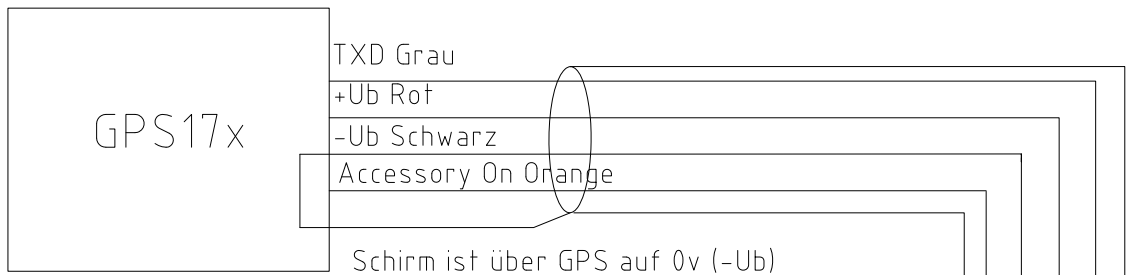 TXD Grau
+Ub Rot
GPS17x
-Ub Schwarz
Accessory On Orange
Schirm ist über GPS auf 0v (-Ub)